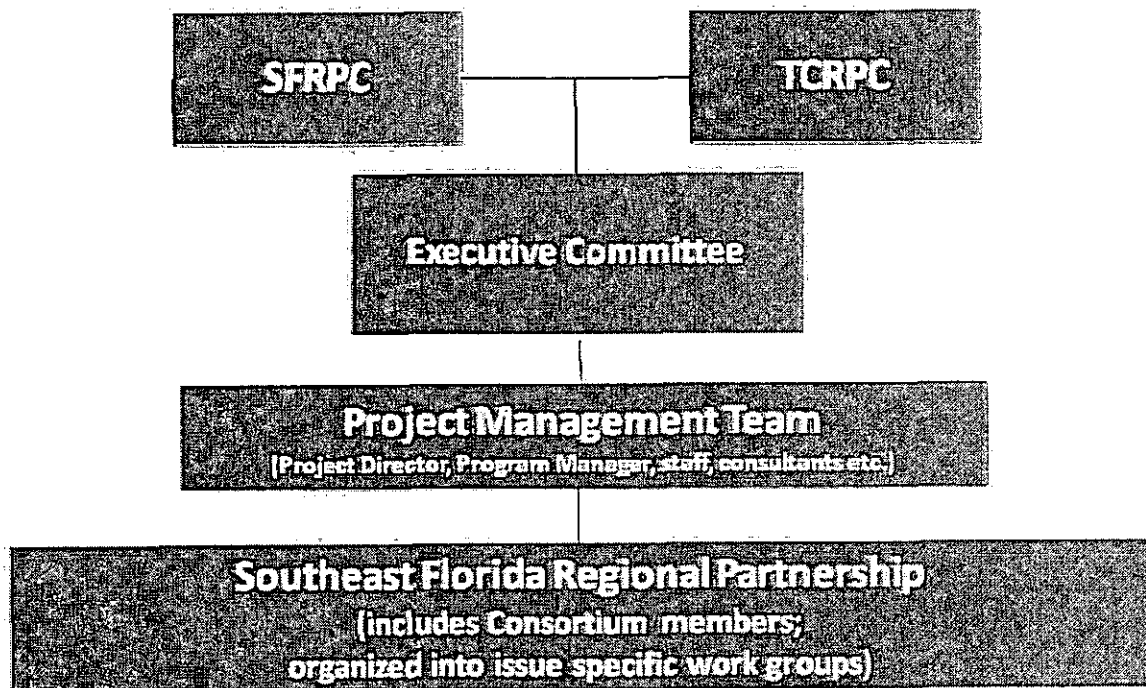 SFRPC
TCRPC
Executive Committee
Project Management Team
(Project Director, Program Manager, staff, consultants etc.)
Southeast Florida Regional Partnership
(includes Consortium members;
organized into issue specific work groups)